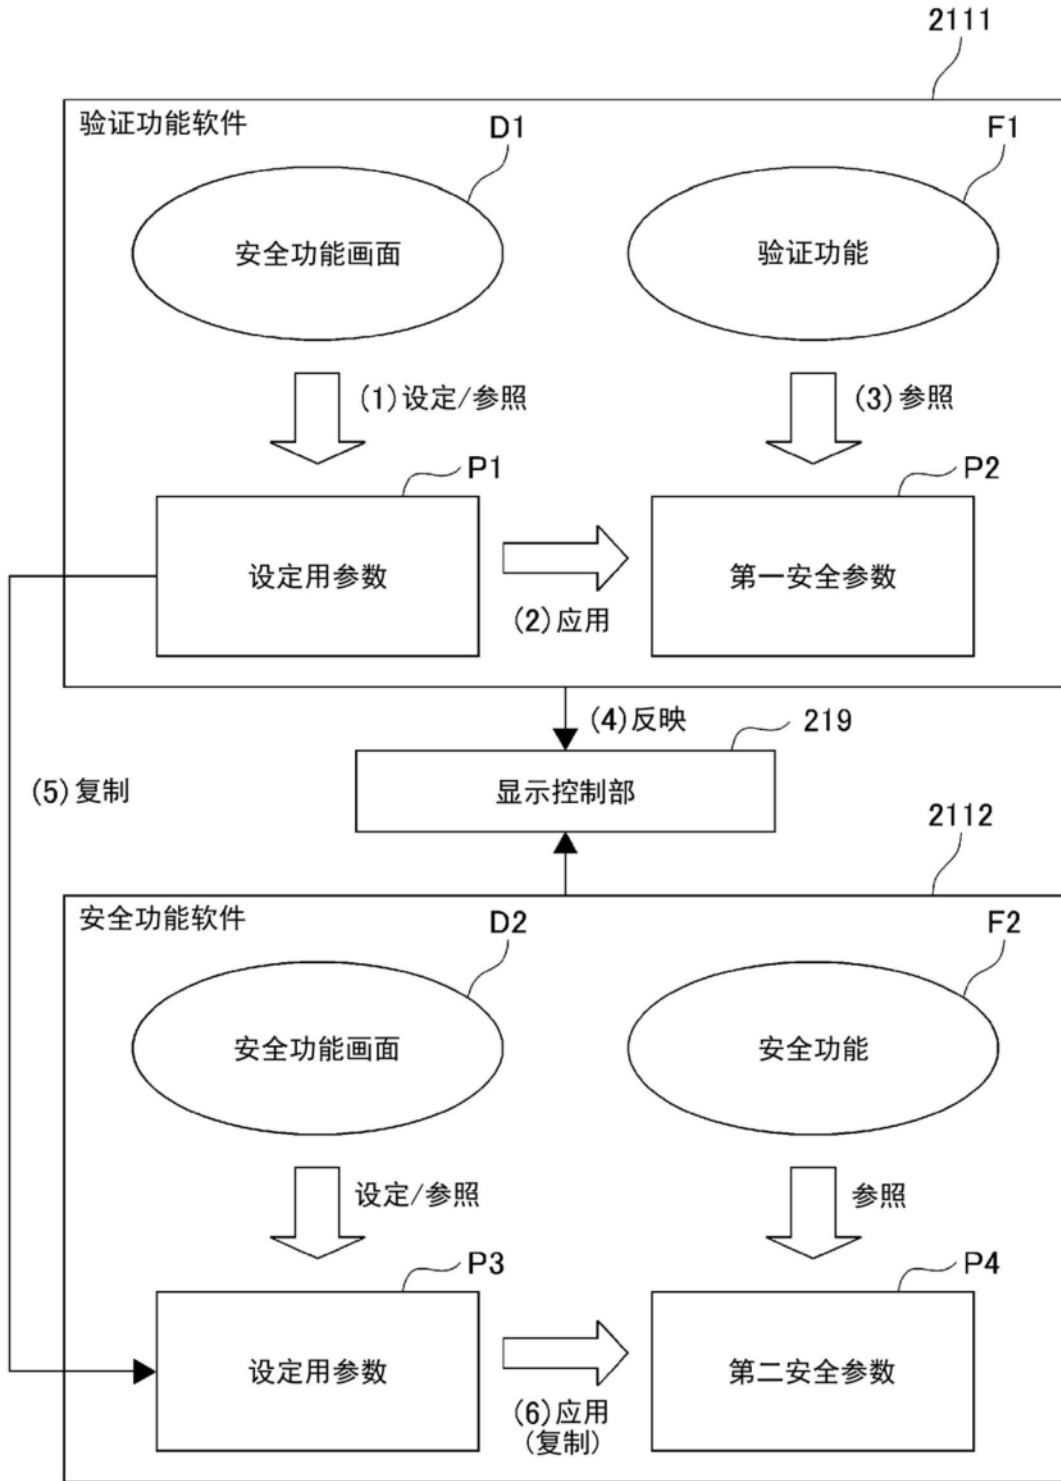 2111
验证功能软件
D1
F1
安全功能画面
验证功能
(1)设定/参照
(3)参照
P1
P2
设定用参数
第一安全参数
(2)应用
(4)反映
219
显示控制部
(5)复制
2112
安全功能软件
D2
F2
安全功能画面
安全功能
设定/参照
参照
P3
P4
设定用参数
第二安全参数
(6)应用
(复制)